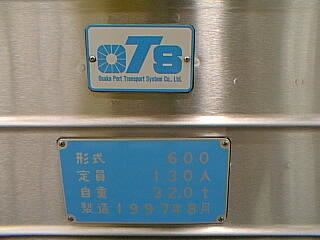 OTS
Osaka Port Transport System Co., Ltd.
形式 600
定員 130人
自重 32.0t
製造 1997年8月